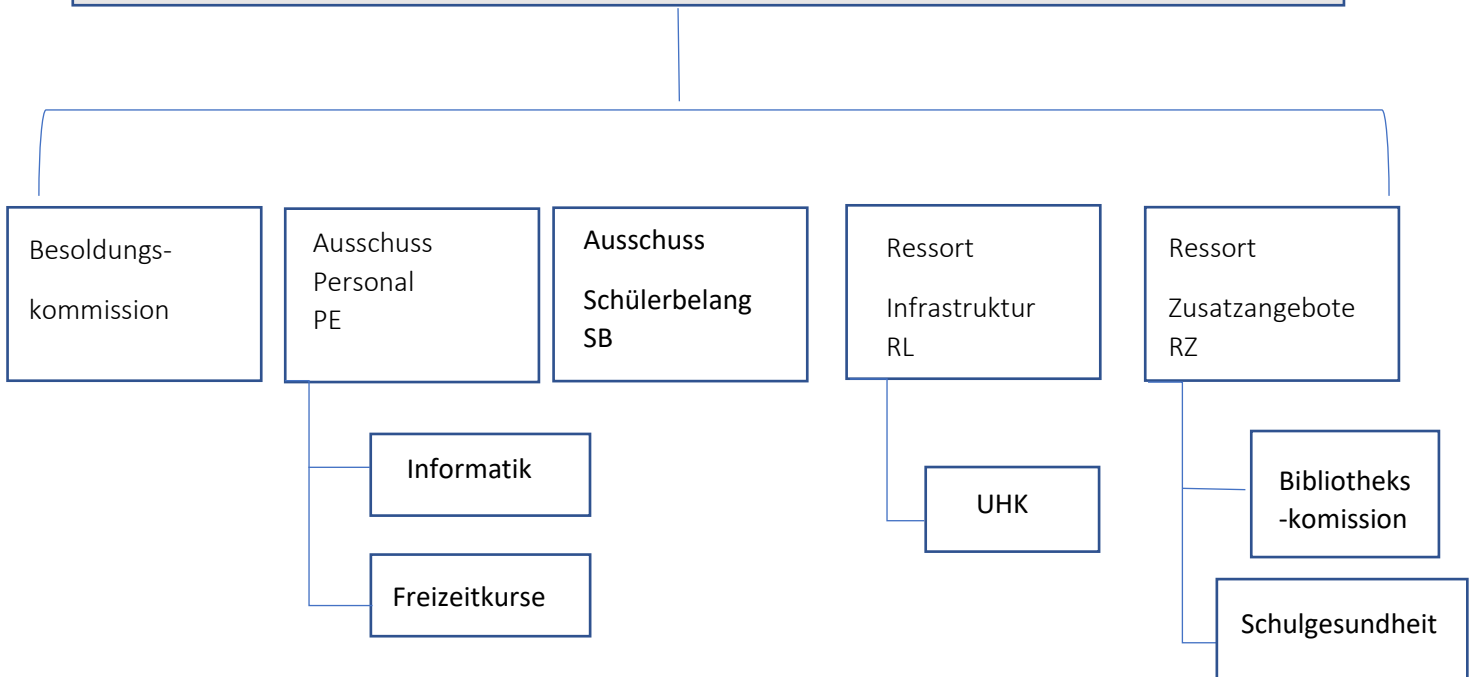 Besoldungs-
kommission
Ausschuss
Personal
PE
Ausschuss
Schülerbelang
SB
Ressort
Infrastruktur
RL
Ressort
Zusatzangebote
RZ
Informatik
Freizeitkurse
UHK
Bibliotheks
-komission
Schulgesundheit